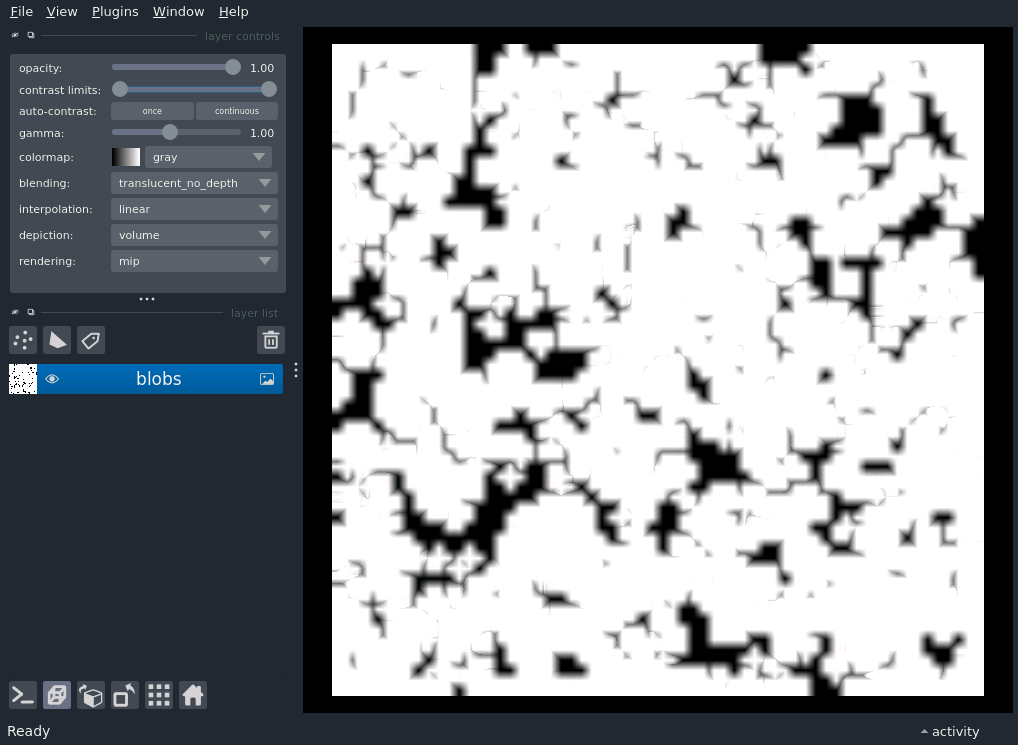 File View Plugins Window Help
layer controls
opacity: 1.00
contrast limits:
auto-contrast: once continuous
gamma: 1.00
colormap: gray
blending: translucent_no_depth
interpolation: linear
depiction: volume
rendering: mip
layer list
blobs
Ready
activity